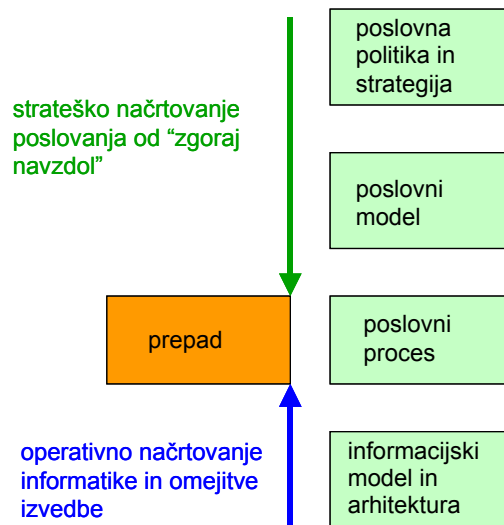 poslovna
politika in
strategija
strateško načrtovanje
poslovanja od “zgoraj
navzdol”
poslovni
model
prepad
poslovni
proces
operativno načrtovanje
informatike in omejitve
izvedbe
informacijski
model in
arhitektura